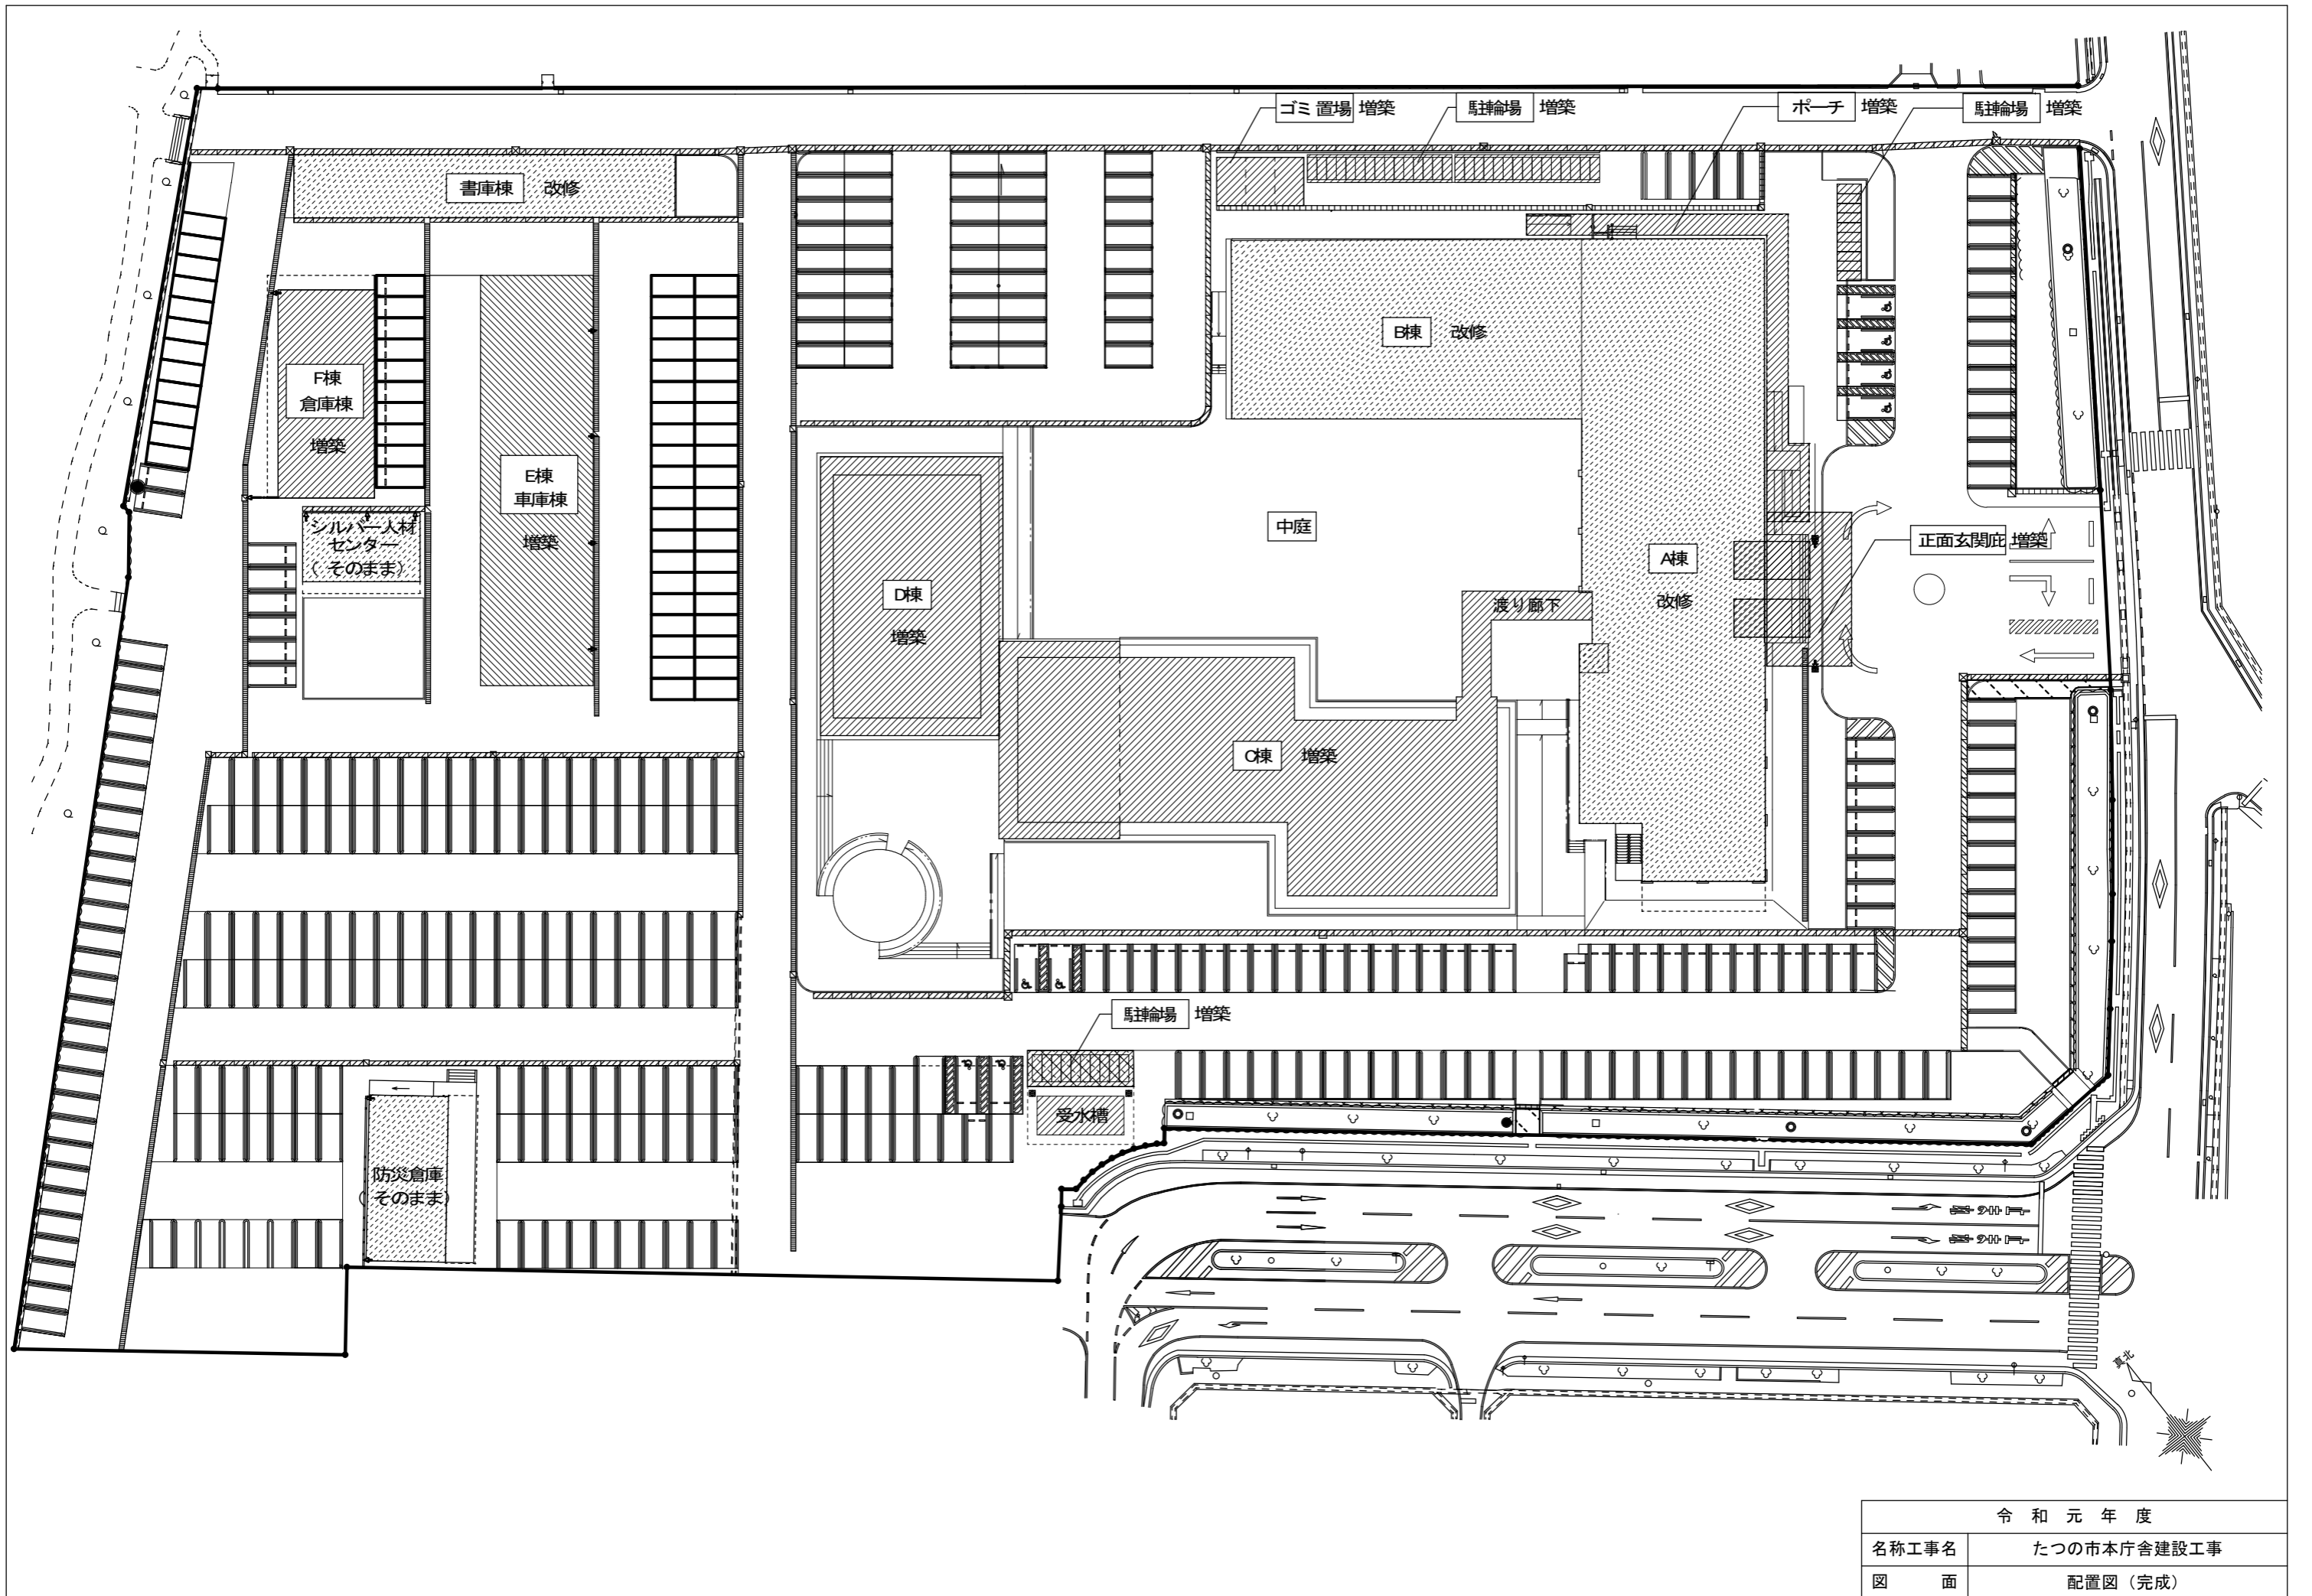 ゴミ置場 増築
駐輪場 増築
ポーチ 増築
駐輪場 増築
書庫棟 改修
B棟 改修
F棟
倉庫棟
増築
E棟
車庫棟
増築
シルバー人材
センター
（そのまま）
中庭
正面玄関庇 増築
A棟
改修
D棟
増築
渡り廊下
C棟 増築
駐輪場 増築
受水槽
防災倉庫
（そのまま）
真北
令和元年度
名称工事名 たつの市本庁舎建設工事
図面 配置図（完成）